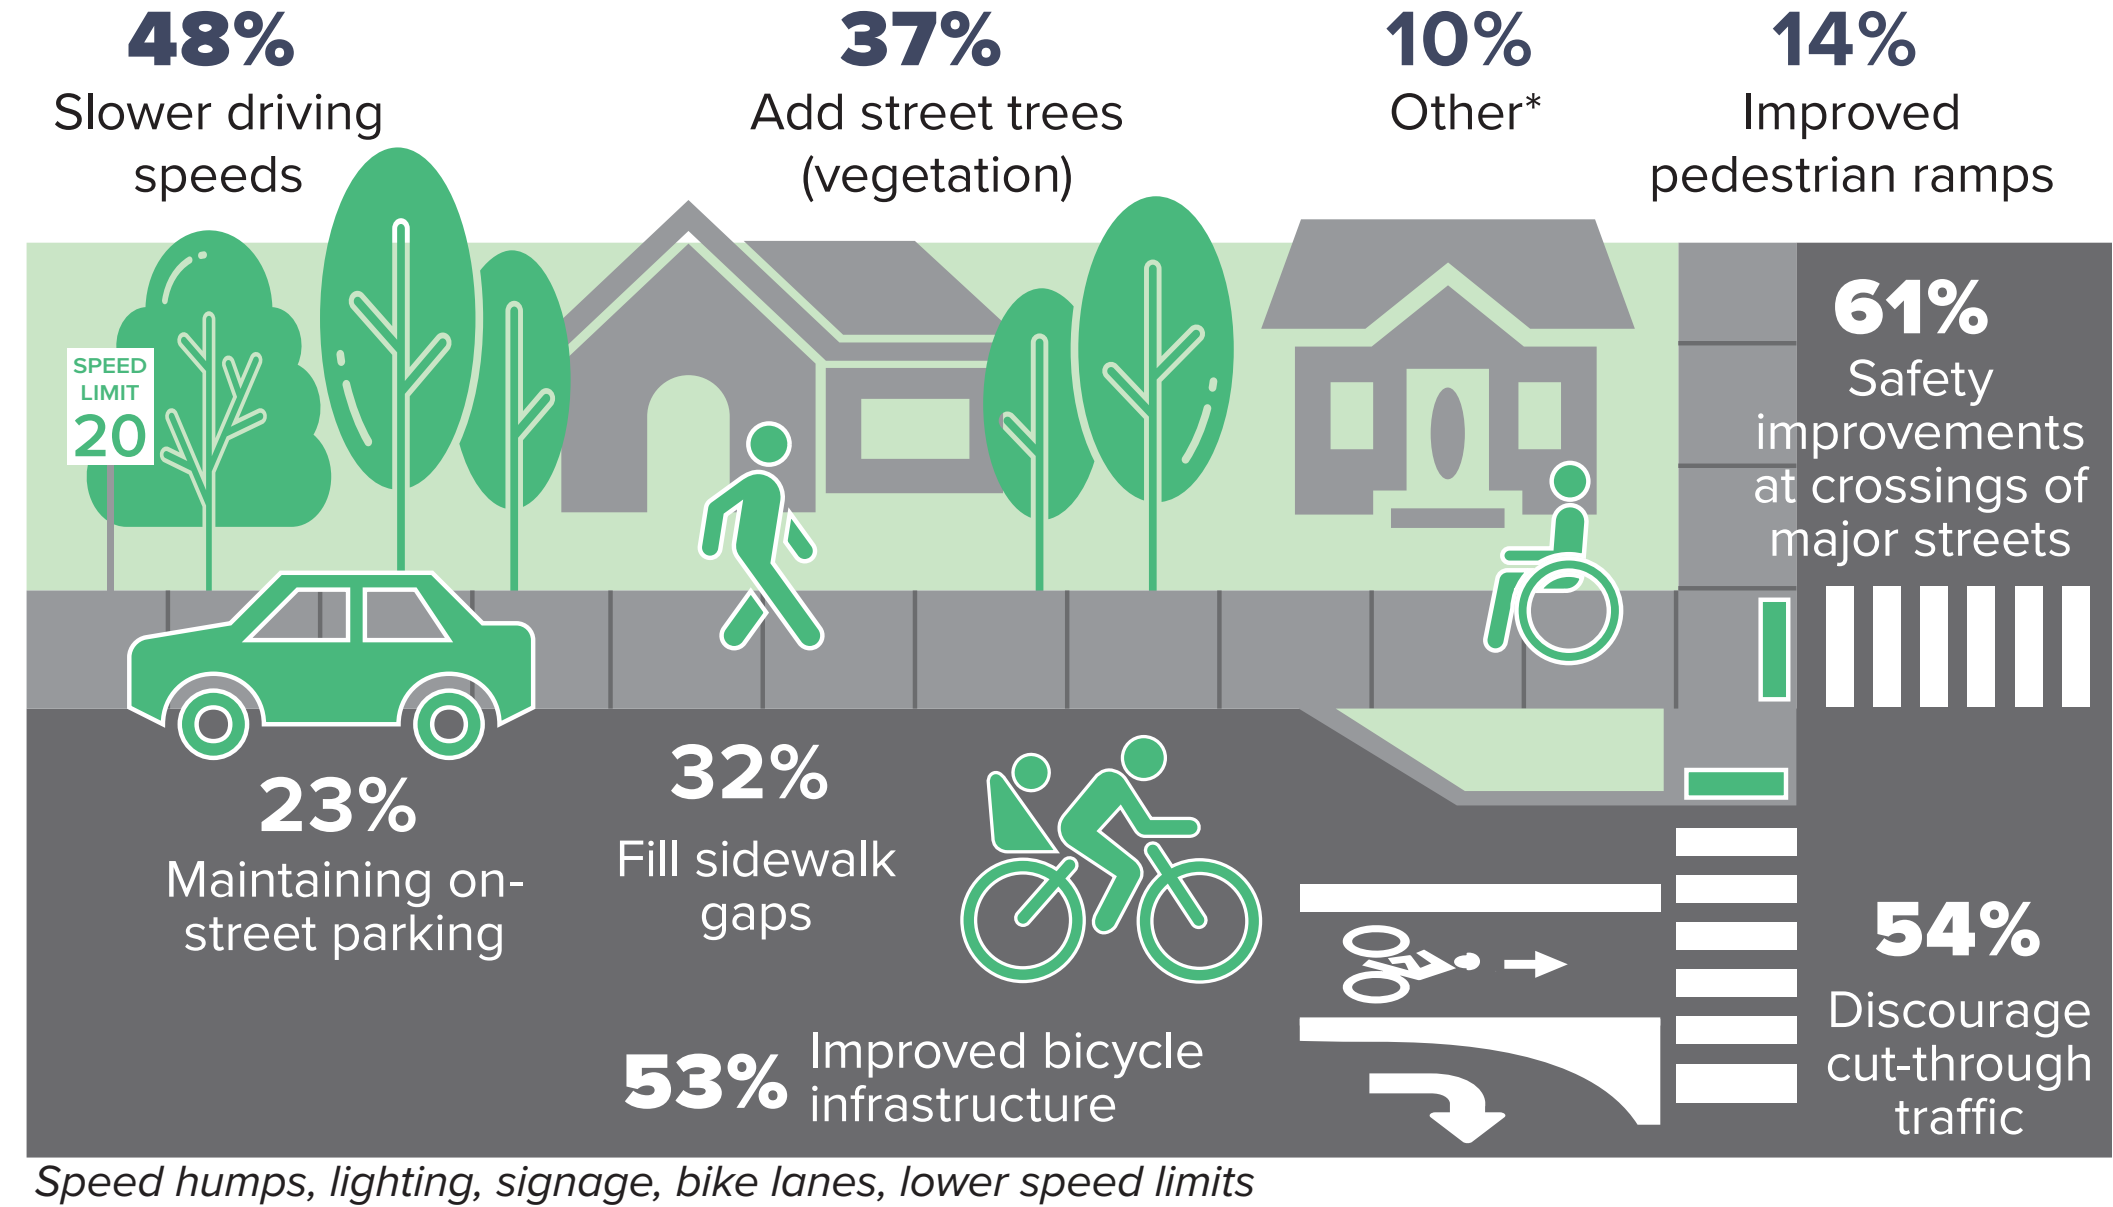 48%
Slower driving
speeds
37%
Add street trees
(vegetation)
10%
Other*
14%
Improved
pedestrian ramps
SPEED
LIMIT
20
61%
Safety
improvements
at crossings of
major streets
23%
Maintaining on-
street parking
32%
Fill sidewalk
gaps
53%
Improved bicycle
infrastructure
54%
Discourage
cut-through
traffic
Speed humps, lighting, signage, bike lanes, lower speed limits